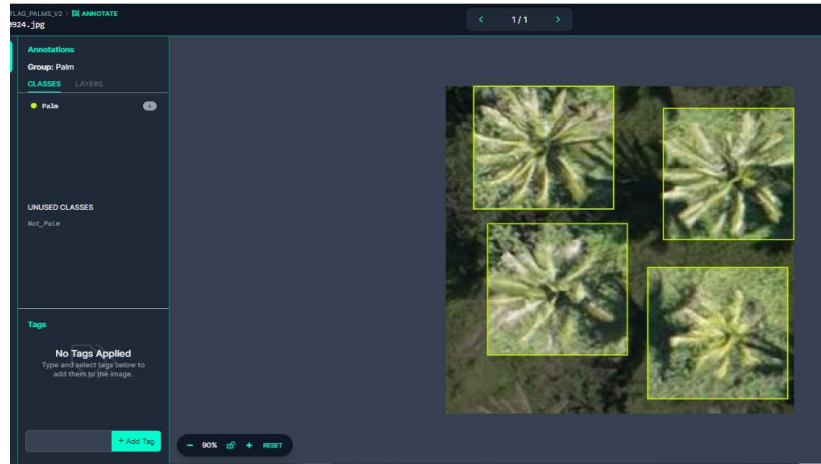 TLAG_PALMS_V2 > ANNOTATE
924.jpg
1 / 1
Annotations
Group: Palm
CLASSES LAYERS
Palm 4
UNUSED CLASSES
Not_Palm
Tags
No Tags Applied
Type and select tags below to
add them to the image.
+ Add Tag
− 90% + RESET